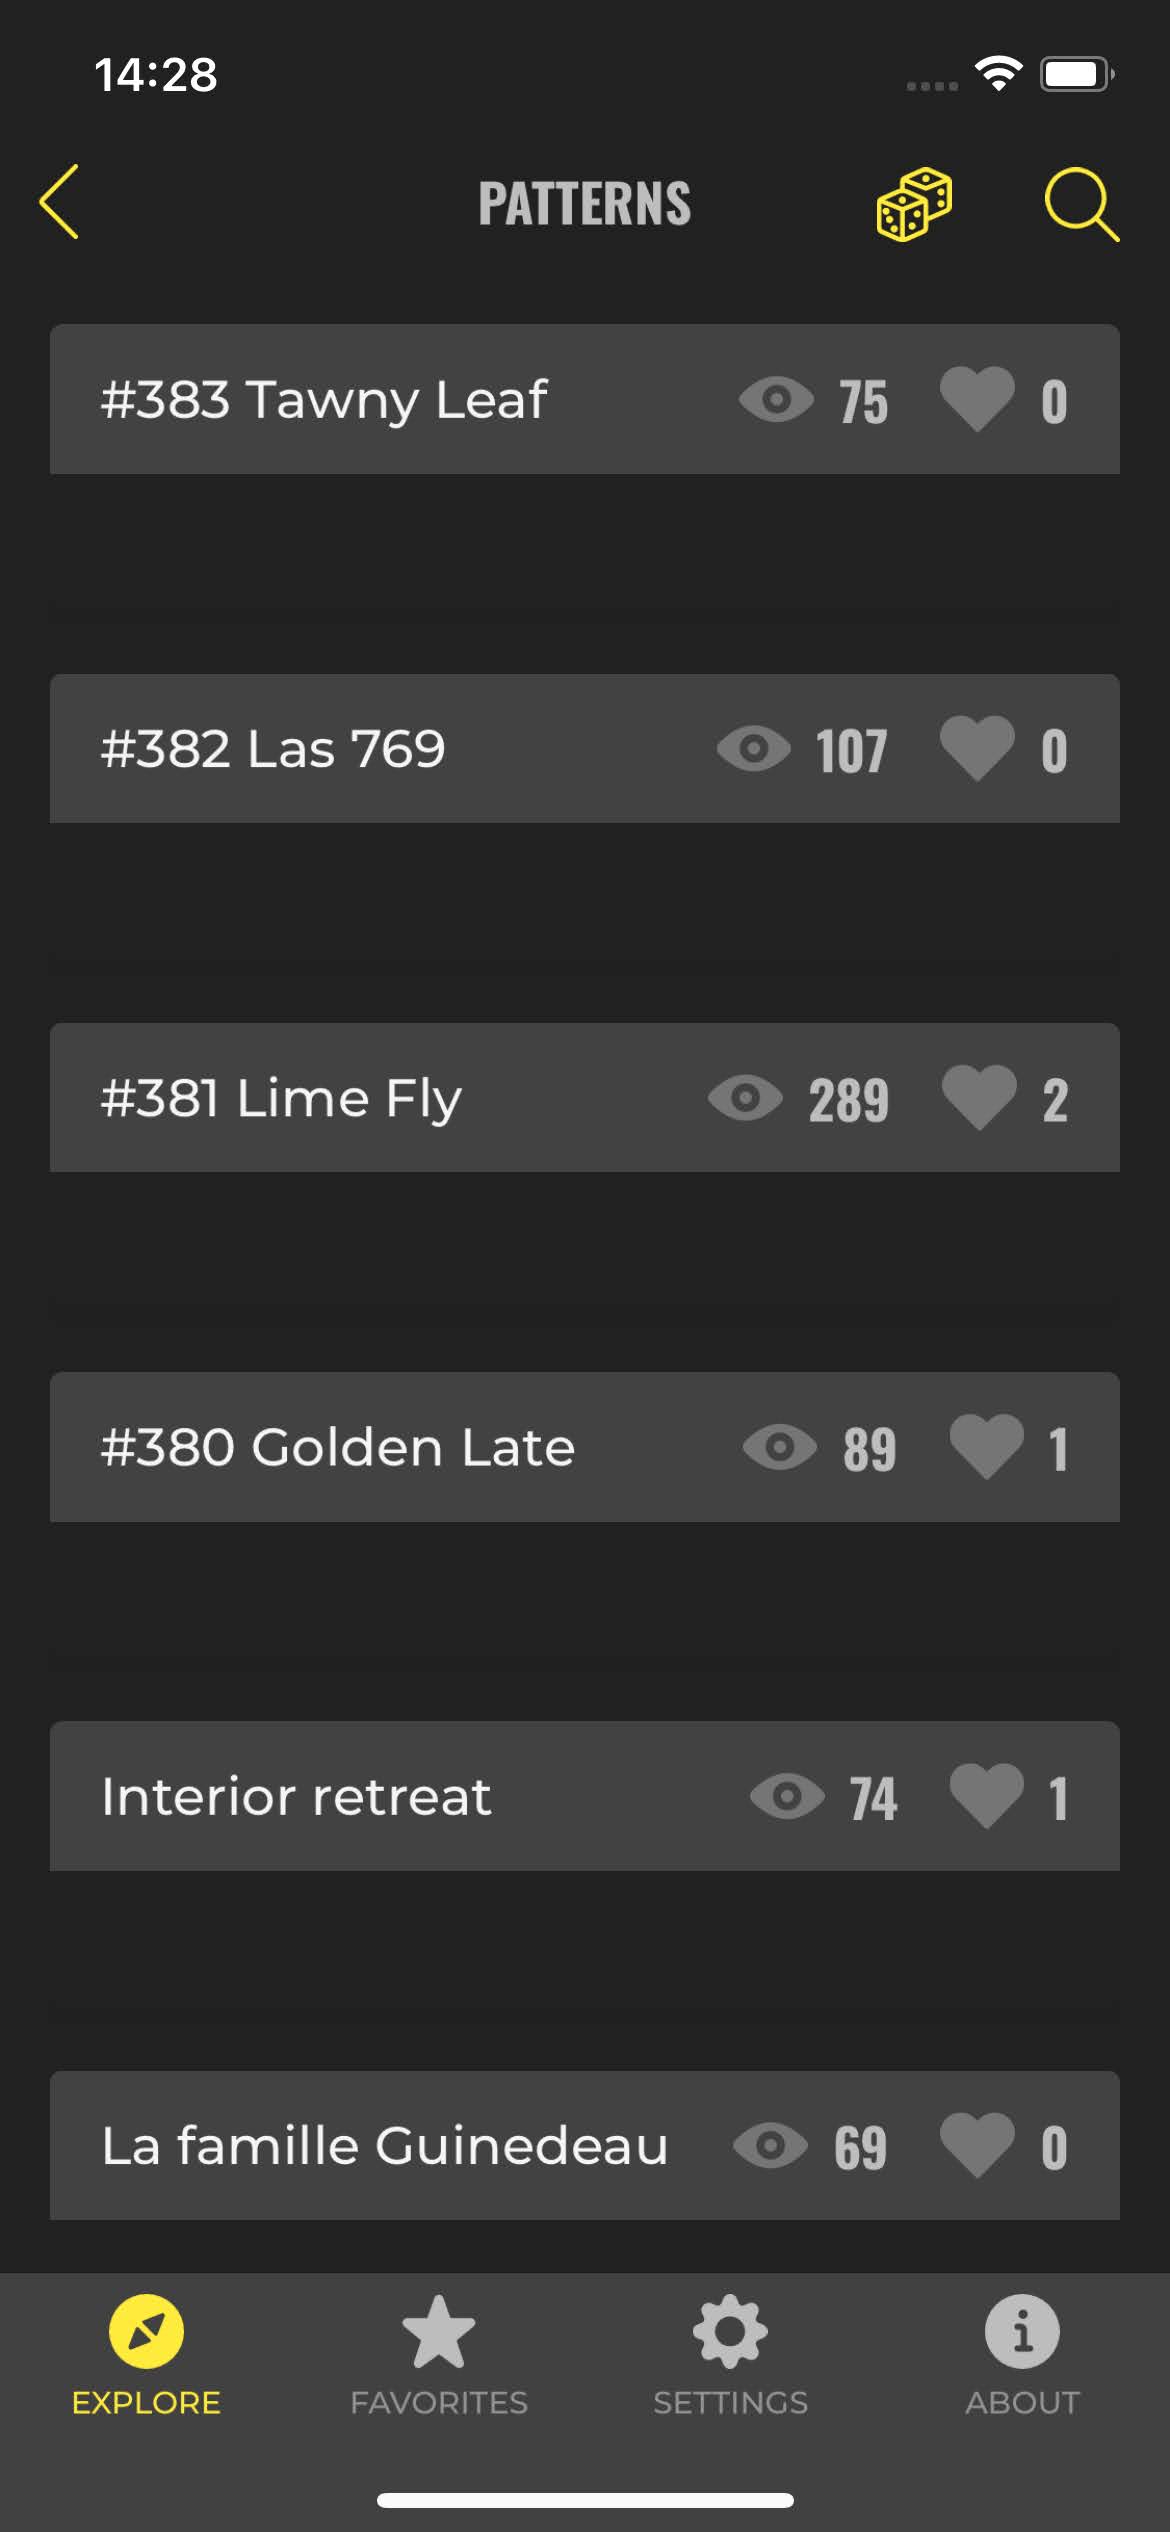 14:28
PATTERNS
#383 Tawny Leaf 75 0
#382 Las 769 107 0
#381 Lime Fly 289 2
#380 Golden Late 89 1
Interior retreat 74 1
La famille Guinedeau 69 0
EXPLORE FAVORITES SETTINGS ABOUT